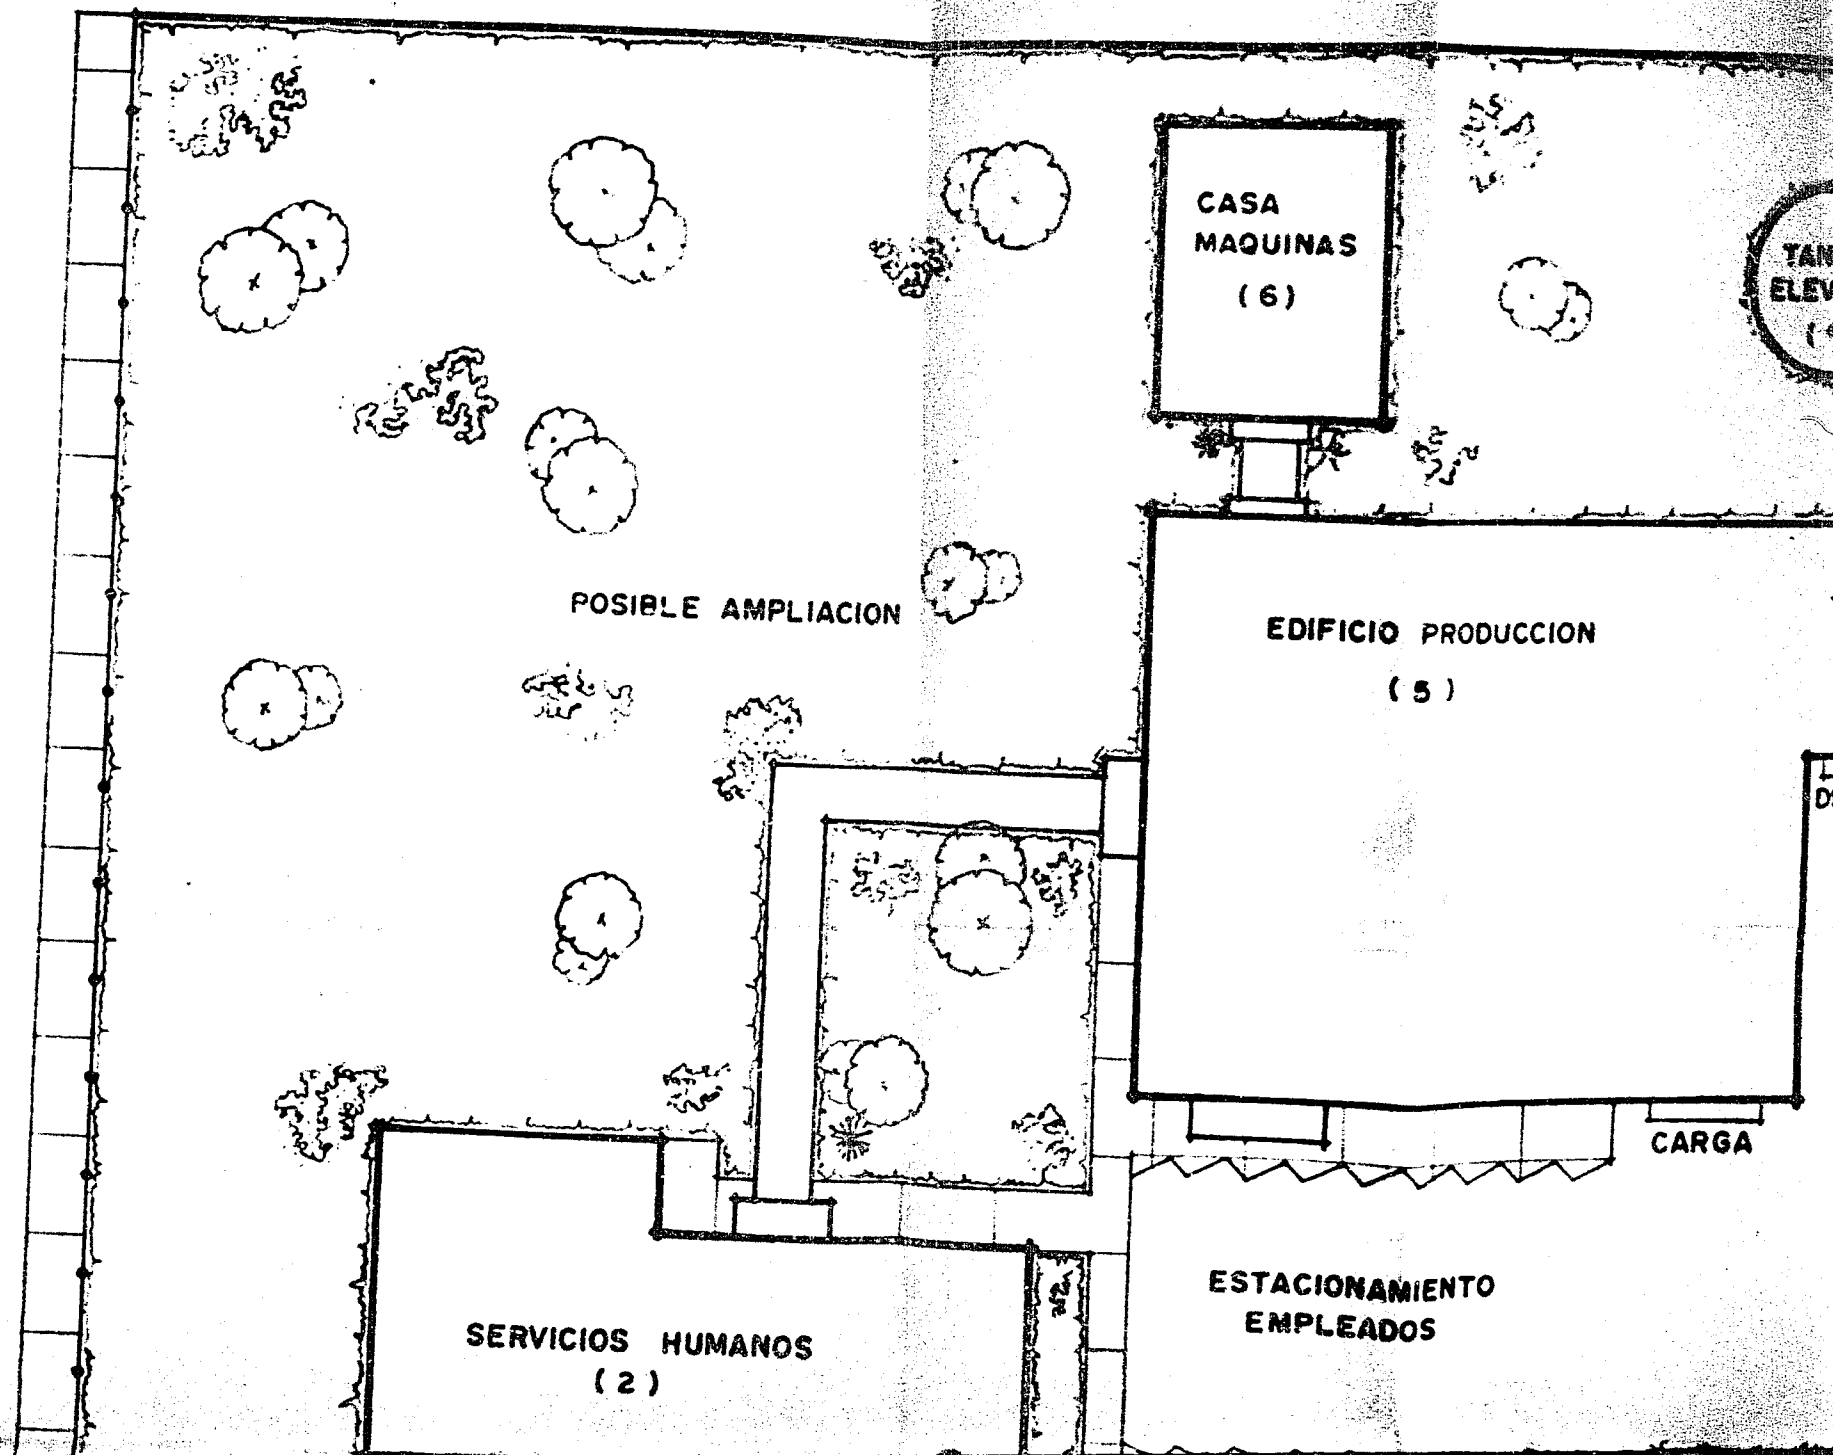 CASA
MAQUINAS
(6)
POSIBLE AMPLIACION
EDIFICIO PRODUCCION
(5)
CARGA
ESTACIONAMIENTO
EMPLEADOS
SERVICIOS HUMANOS
(2)